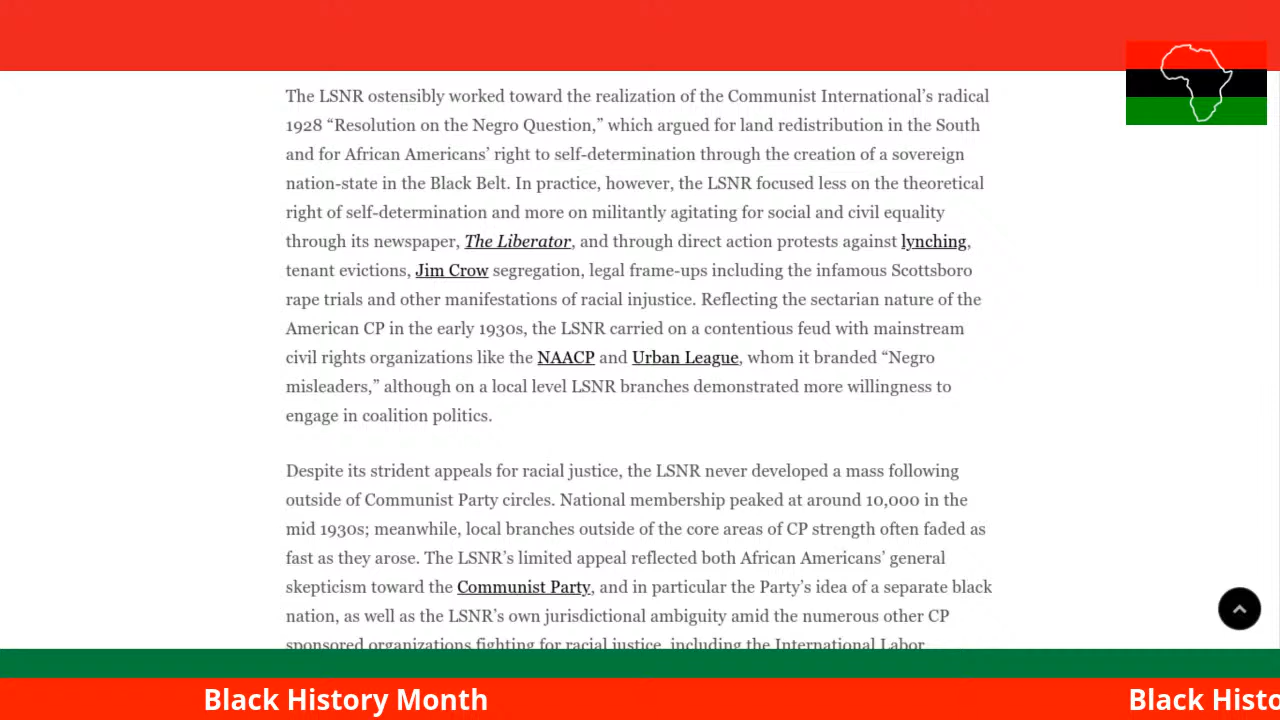 The LSNR ostensibly worked toward the realization of the Communist International’s radical
1928 “Resolution on the Negro Question,” which argued for land redistribution in the South
and for African Americans’ right to self-determination through the creation of a sovereign
nation-state in the Black Belt. In practice, however, the LSNR focused less on the theoretical
right of self-determination and more on militantly agitating for social and civil equality
through its newspaper, The Liberator, and through direct action protests against lynching,
tenant evictions, Jim Crow segregation, legal frame-ups including the infamous Scottsboro
rape trials and other manifestations of racial injustice. Reflecting the sectarian nature of the
American CP in the early 1930s, the LSNR carried on a contentious feud with mainstream
civil rights organizations like the NAACP and Urban League, whom it branded “Negro
misleaders,” although on a local level LSNR branches demonstrated more willingness to
engage in coalition politics.
Despite its strident appeals for racial justice, the LSNR never developed a mass following
outside of Communist Party circles. National membership peaked at around 10,000 in the
mid 1930s; meanwhile, local branches outside of the core areas of CP strength often faded as
fast as they arose. The LSNR’s limited appeal reflected both African Americans’ general
skepticism toward the Communist Party, and in particular the Party’s idea of a separate black
nation, as well as the LSNR’s own jurisdictional ambiguity amid the numerous other CP
sponsored organizations fighting for racial justice, including the International Labor
Black History Month
Black Histo